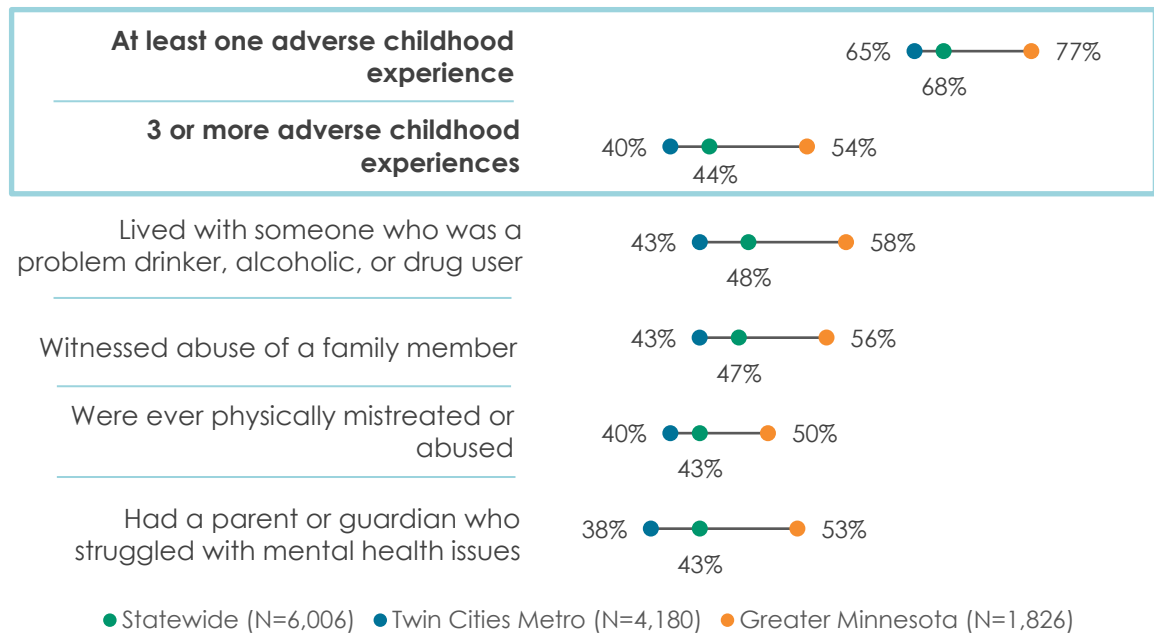 At least one adverse childhood
experience
65%
77%
68%
3 or more adverse childhood
experiences
40%
54%
44%
Lived with someone who was a
problem drinker, alcoholic, or drug user
43%
58%
48%
Witnessed abuse of a family member
43%
56%
47%
Were ever physically mistreated or
abused
40%
50%
43%
Had a parent or guardian who
struggled with mental health issues
38%
53%
43%
Statewide (N=6,006) Twin Cities Metro (N=4,180) Greater Minnesota (N=1,826)